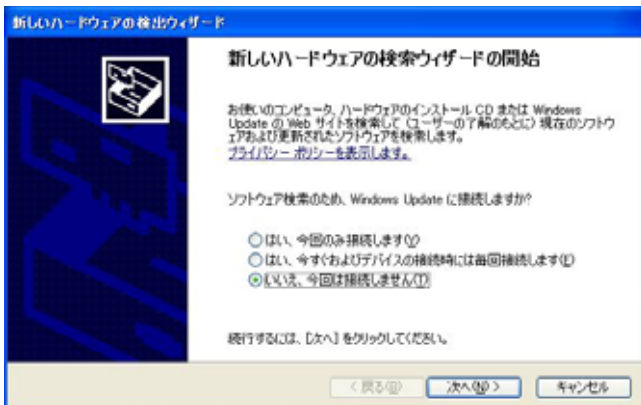 新しいハードウェアの検出ウィザード
新しいハードウェアの検索ウィザードの開始
お使いのコンピュータ、ハードウェアのインストール CD または Windows
Update の Web サイトを検索して (ユーザーの了解のもとに) 現在のソフトウ
ェアおよび更新されたソフトウェアを検索します。
プライバシー ポリシーを表示します。
ソフトウェア検索のため、Windows Update に接続しますか?
はい、今回のみ接続します(Y)
はい、今すぐおよびデバイスの接続時には毎回接続します(E)
いいえ、今回は接続しません(T)
続行するには、[次へ] をクリックしてください。
< 戻る(B) 次へ(N) > キャンセル